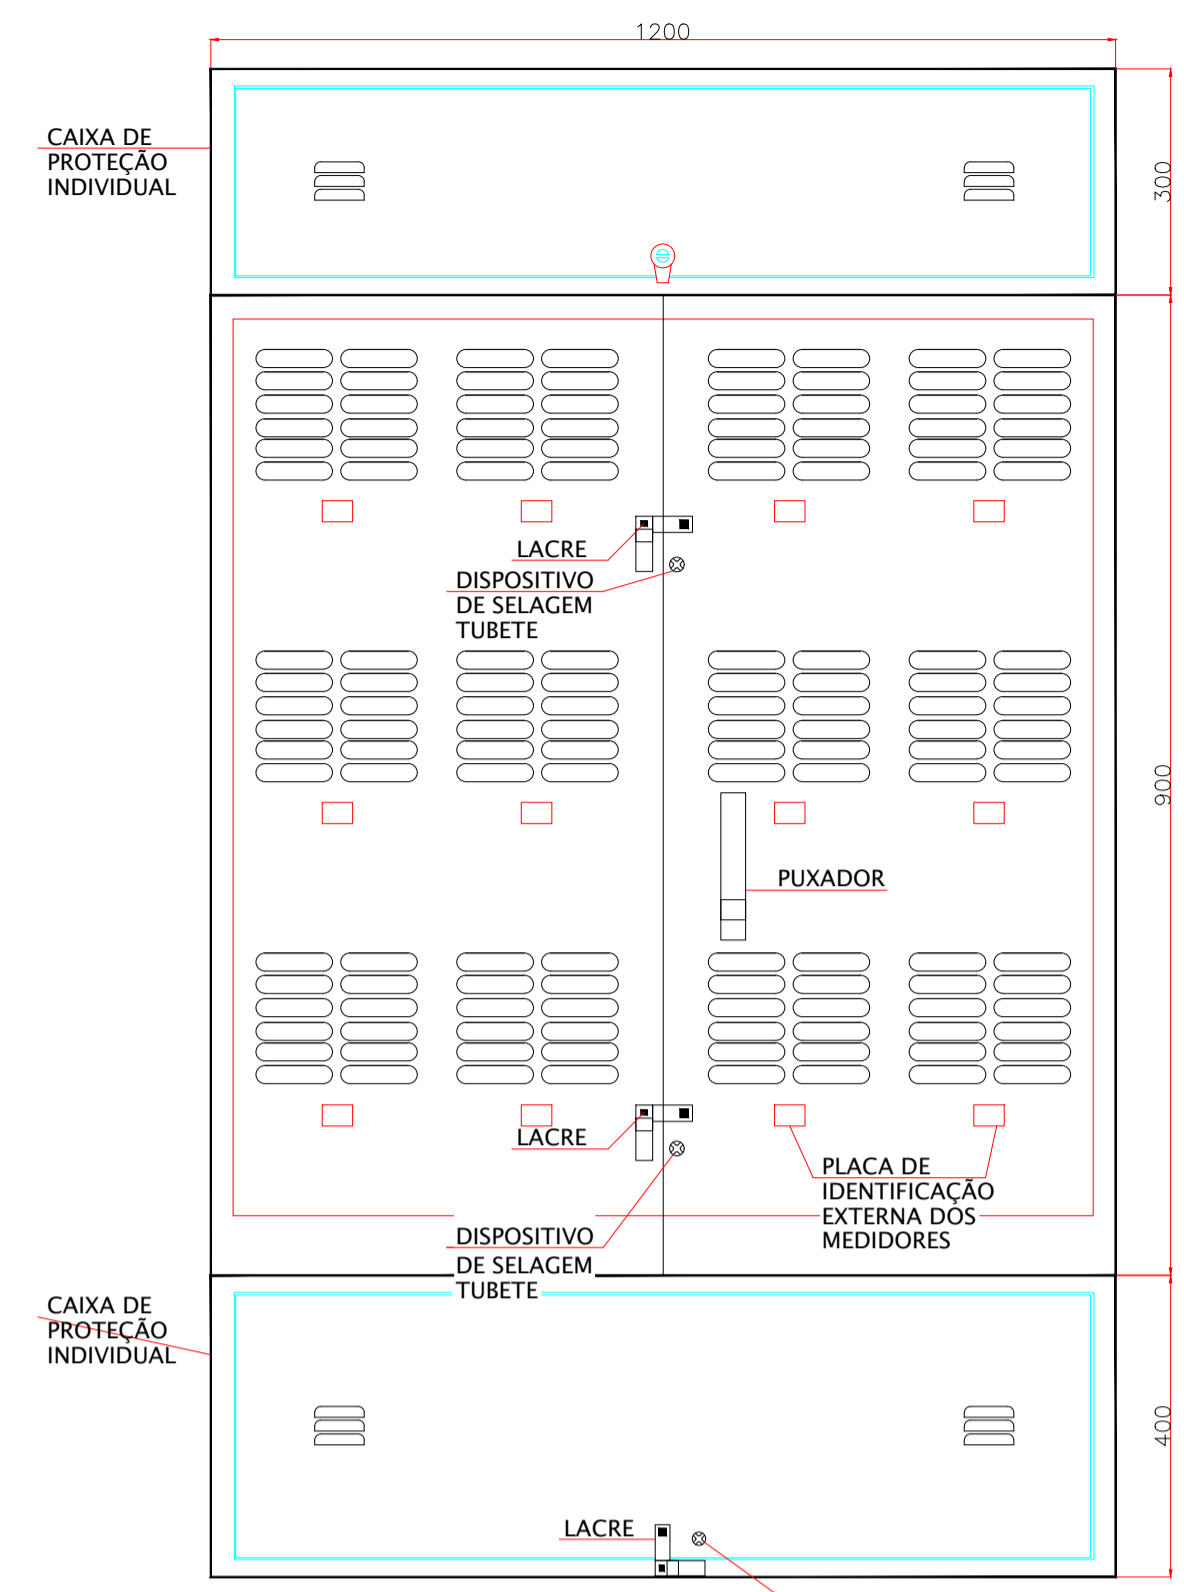 1200
CAIXA DE
PROTEÇÃO
INDIVIDUAL
300
LACRE
DISPOSITIVO
DE SELAGEM
TUBETE
900
PUXADOR
LACRE
PLACA DE
IDENTIFICAÇÃO
EXTERNA DOS
MEDIDORES
DISPOSITIVO
DE SELAGEM
TUBETE
CAIXA DE
PROTEÇÃO
INDIVIDUAL
400
LACRE